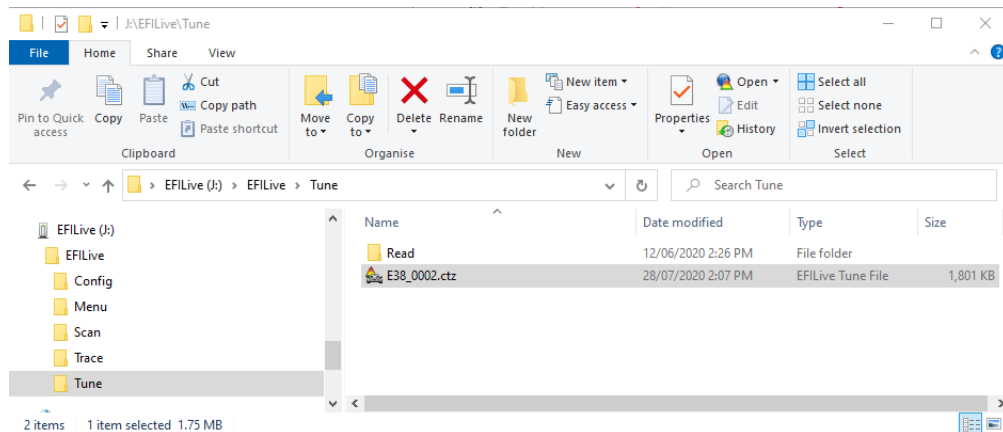 J:\EFILive\Tune
File Home Share View
Pin to Quick access
Copy
Paste
Cut
Copy path
Paste shortcut
Clipboard
Move to
Copy to
Delete
Rename
Organise
New folder
New item
Easy access
New
Properties
Open
Edit
History
Open
Select all
Select none
Invert selection
Select
EFILive (J:) > EFILive > Tune
Search Tune
EFILive (J:)
EFILive
Config
Menu
Scan
Trace
Tune
Name Date modified Type Size
Read 12/06/2020 2:26 PM File folder
E38_0002.ctz 28/07/2020 2:07 PM EFILive Tune File 1,801 KB
2 items 1 item selected 1.75 MB